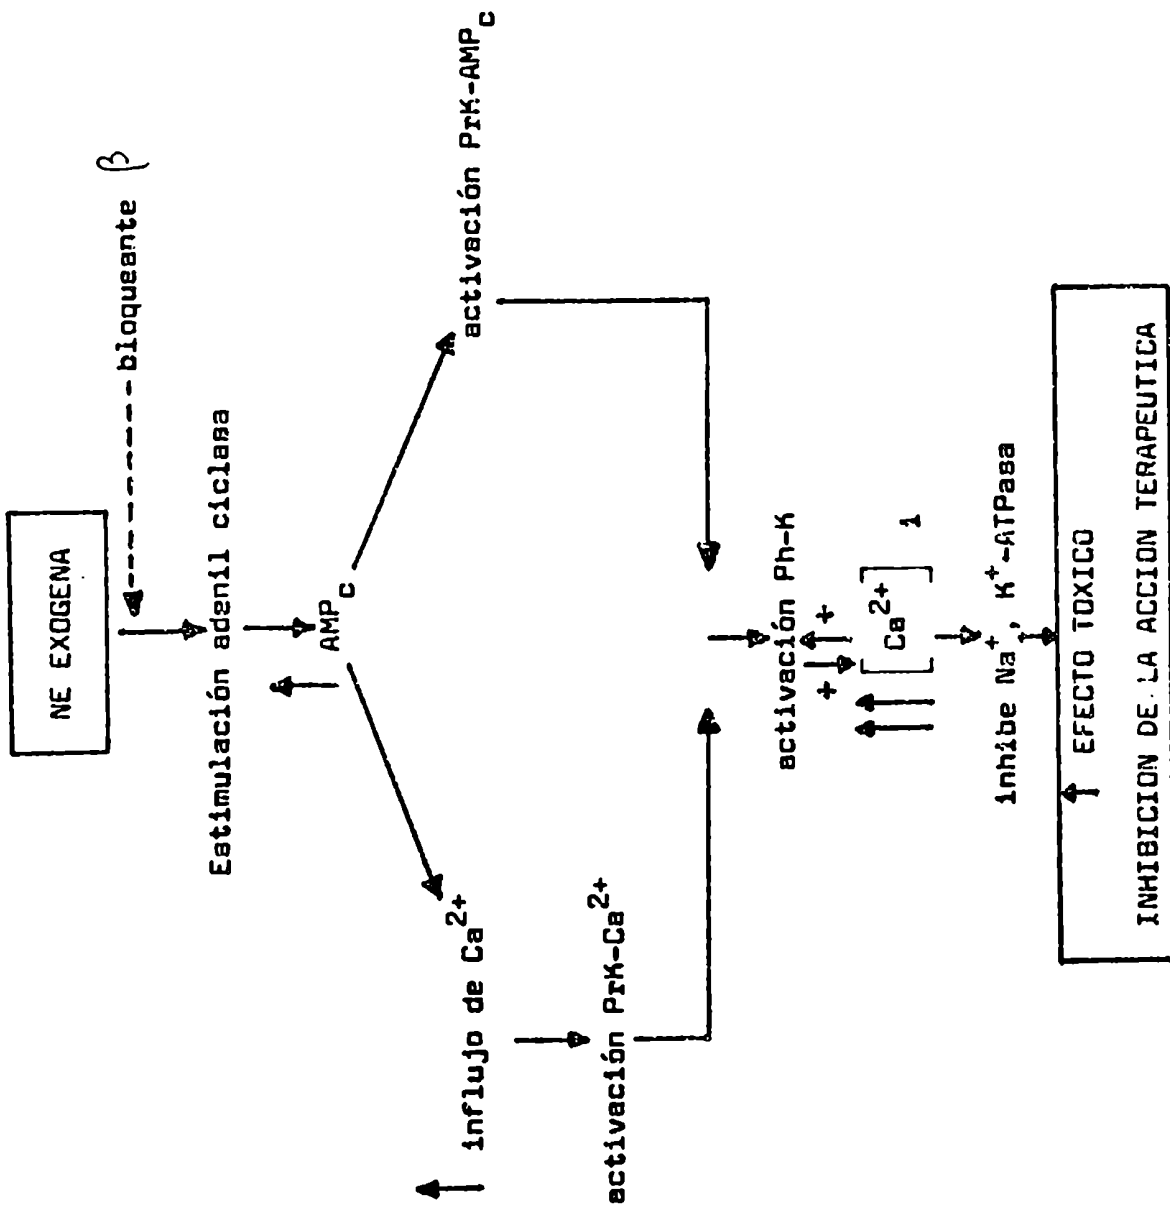 NE EXOGENA
bloqueante β
Estimulación adenil ciclasa
AMPc
influjo de Ca2+
activación PrK-AMPc
activación PrK-Ca2+
activación Ph-K
+ +
[Ca2+] i
inhibe Na+, K+-ATPasa
EFECTO TOXICO
INHIBICION DE LA ACCION TERAPEUTICA